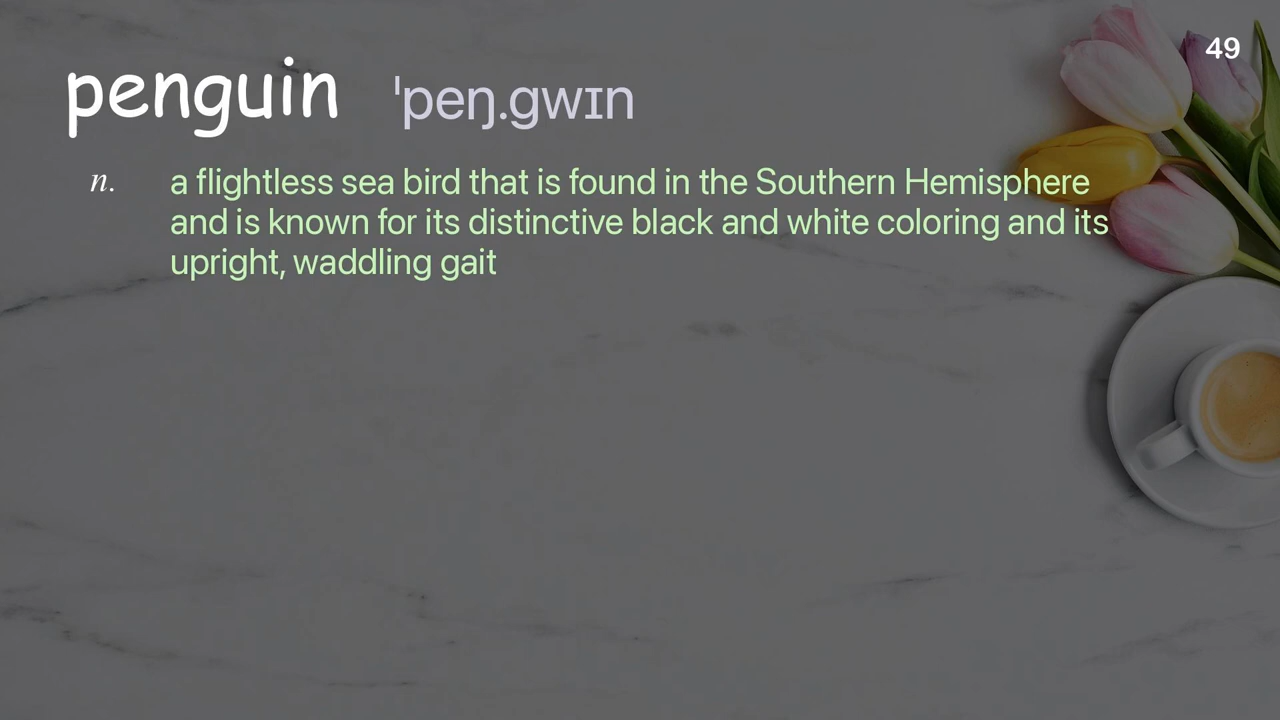 49
penguin ˈpeŋ.gwɪn
n. a flightless sea bird that is found in the Southern Hemisphere
and is known for its distinctive black and white coloring and its
upright, waddling gait